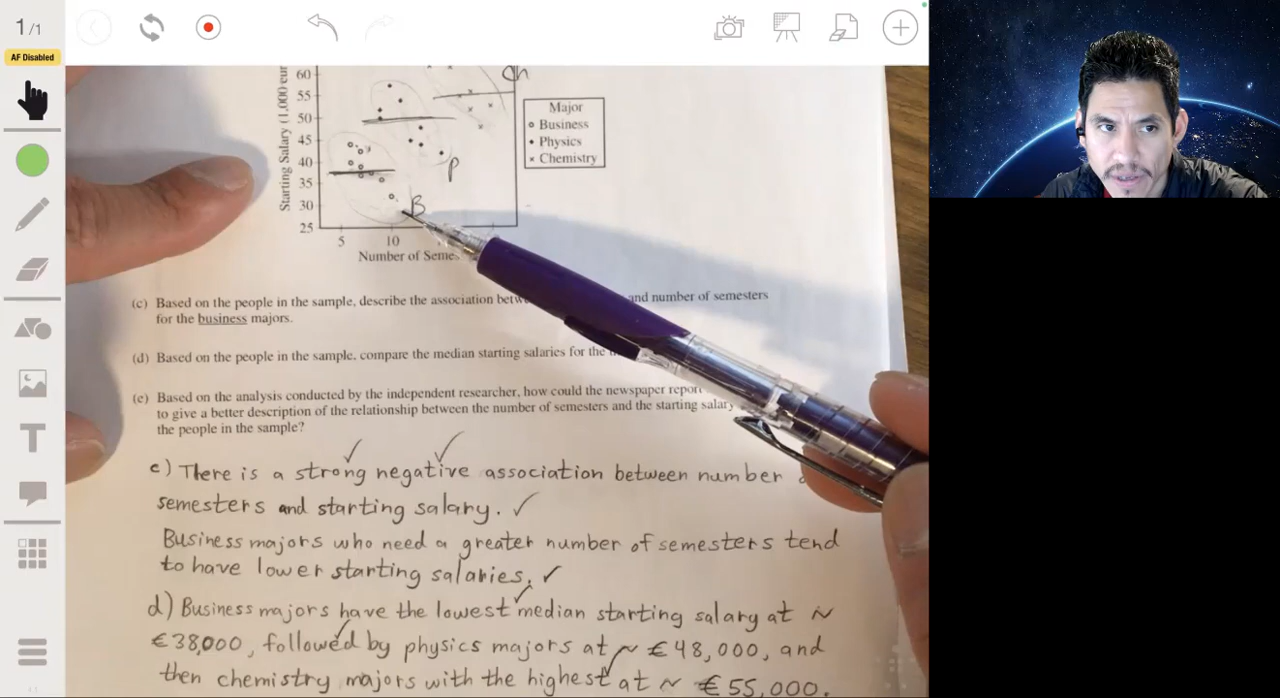 1/1
AF Disabled
60
55
50
45
40
35
30
25
Starting Salary (1,000
Ch
P
B
Major
Business
Physics
Chemistry
5 10
Number of
(c) Based on the people in the sample, describe the association and number of semesters
for the business majors.
(d) Based on the people in the sample, compare the median starting salaries for the
(e) Based on the analysis conducted by the independent researcher, how could the newspaper report
to give a better description of the relationship between the number of semesters and the starting salary
the people in the sample?
c) There is a strong negative association between number
semesters and starting salary. ✓
Business majors who need a greater number of semesters tend
to have lower starting salaries. ✓
d) Business majors have the lowest median starting salary at ~
€38,000, followed by physics majors at ~ €48,000, and
then chemistry majors with the highest at ~ €55,000.
T